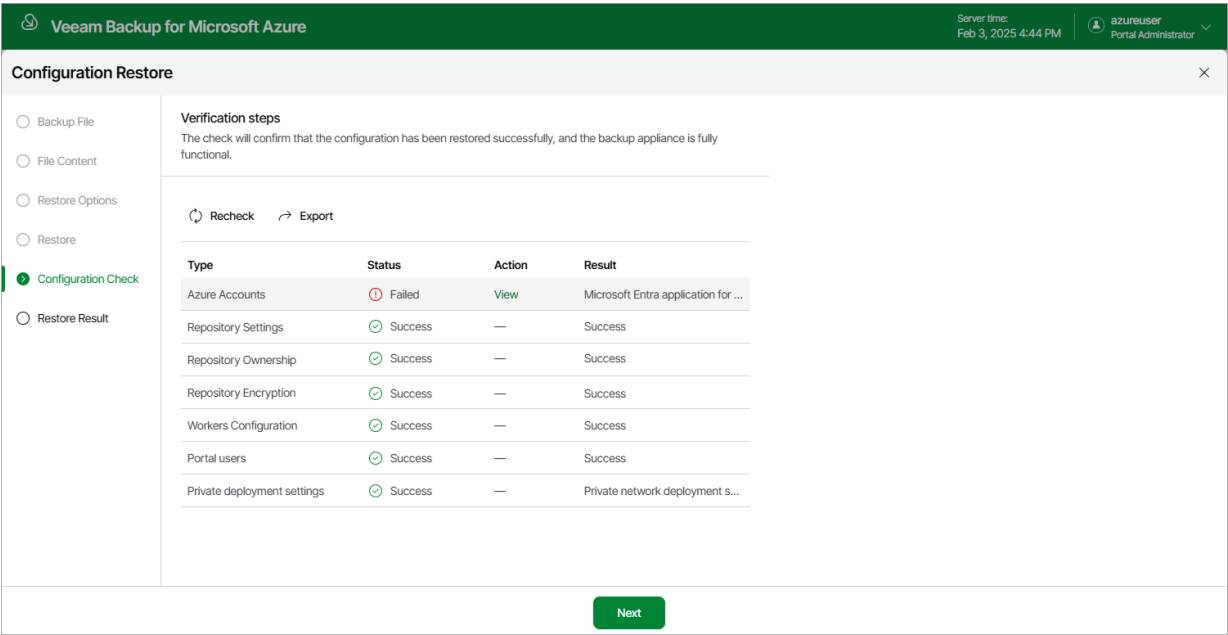 Veeam Backup for Microsoft Azure
Server time:
Feb 3, 2025 4:44 PM
azureuser
Portal Administrator
Configuration Restore
Backup File
File Content
Restore Options
Restore
Configuration Check
Restore Result
Verification steps
The check will confirm that the configuration has been restored successfully, and the backup appliance is fully
functional.
Recheck Export
Type Status Action Result
Azure Accounts Failed View Microsoft Entra application for ...
Repository Settings Success — Success
Repository Ownership Success — Success
Repository Encryption Success — Success
Workers Configuration Success — Success
Portal users Success — Success
Private deployment settings Success — Private network deployment s...
Next